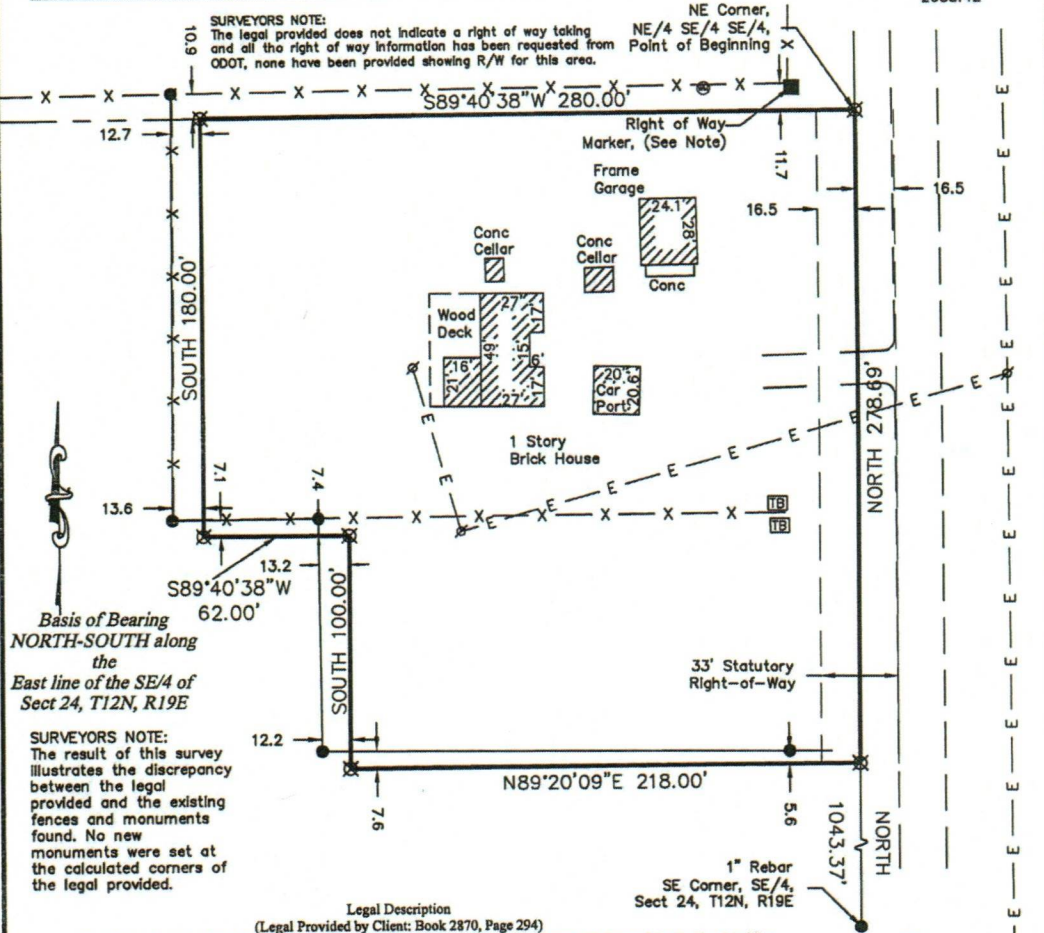 SURVEYORS NOTE:
The legal provided does not indicate a right of way taking
and all tho right of way information has been requested from
ODOT, none have been provided showing R/W for this area.
10.9
NE Corner,
NE/4 SE/4 SE/4,
Point of Beginning
S89°40'38"W 280.00'
Right of Way
Marker, (See Note)
12.7
11.7
16.5
16.5
Frame
Garage
24.1'
28'
Conc
Conc
Cellar
Conc
Cellar
SOUTH 180.00'
Wood
Deck
27'
17'
49'
15'
6'
16'
21'
17'
27'
20'
Car
Port
20.6'
1 Story
Brick House
NORTH 278.69'
7.1
7.4
13.6
TB
TB
13.2
S89°40'38"W
62.00'
SOUTH 100.00'
Basis of Bearing
NORTH-SOUTH along
the
East line of the SE/4 of
Sect 24, T12N, R19E
33' Statutory
Right-of-Way
SURVEYORS NOTE:
The result of this survey
illustrates the discrepancy
between the legal
provided and the existing
fences and monuments
found. No new
monuments were set at
the calculated corners of
the legal provided.
12.2
N89°20'09"E 218.00'
7.6
5.6
1043.37'
NORTH
1" Rebar
SE Corner, SE/4,
Sect 24, T12N, R19E
Legal Description
(Legal Provided by Client: Book 2870, Page 294)